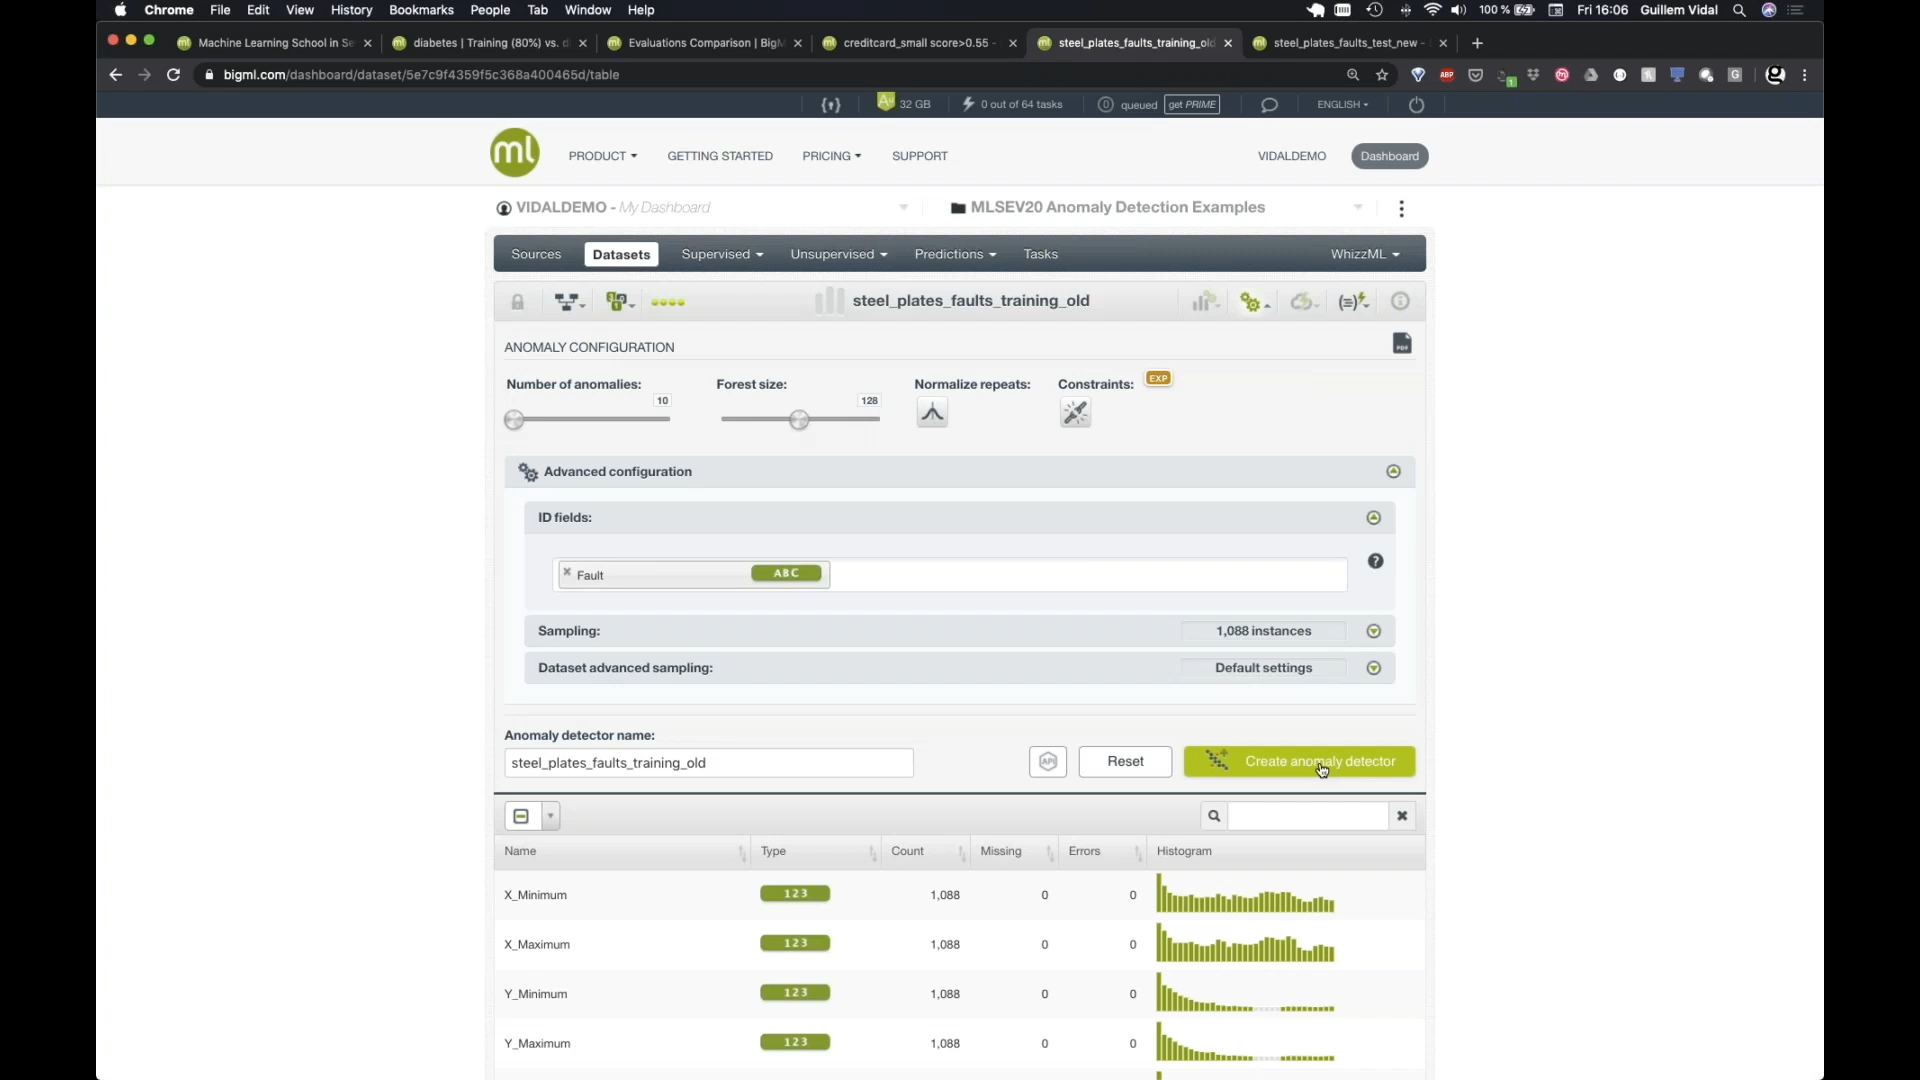 Chrome File Edit View History Bookmarks People Tab Window Help 100 % Fri 16:06 Guillem Vidal
Machine Learning School in Se diabetes | Training (80%) vs. d Evaluations Comparison | BigM creditcard_small score>0.55 - steel_plates_faults_training_old steel_plates_faults_test_new -
bigml.com/dashboard/dataset/5e7c9f4359f5c368a400465d/table
32 GB 0 out of 64 tasks 0 queued get PRIME ENGLISH
ml PRODUCT GETTING STARTED PRICING SUPPORT VIDALDEMO Dashboard
VIDALDEMO - My Dashboard MLSEV20 Anomaly Detection Examples
Sources Datasets Supervised Unsupervised Predictions Tasks WhizzML
steel_plates_faults_training_old
ANOMALY CONFIGURATION PDF
Number of anomalies: Forest size: Normalize repeats: Constraints: EXP
10 128
Advanced configuration
ID fields:
Fault ABC
Sampling: 1,088 instances
Dataset advanced sampling: Default settings
Anomaly detector name:
steel_plates_faults_training_old API Reset Create anomaly detector
Name Type Count Missing Errors Histogram
X_Minimum 123 1,088 0 0
X_Maximum 123 1,088 0 0
Y_Minimum 123 1,088 0 0
Y_Maximum 123 1,088 0 0